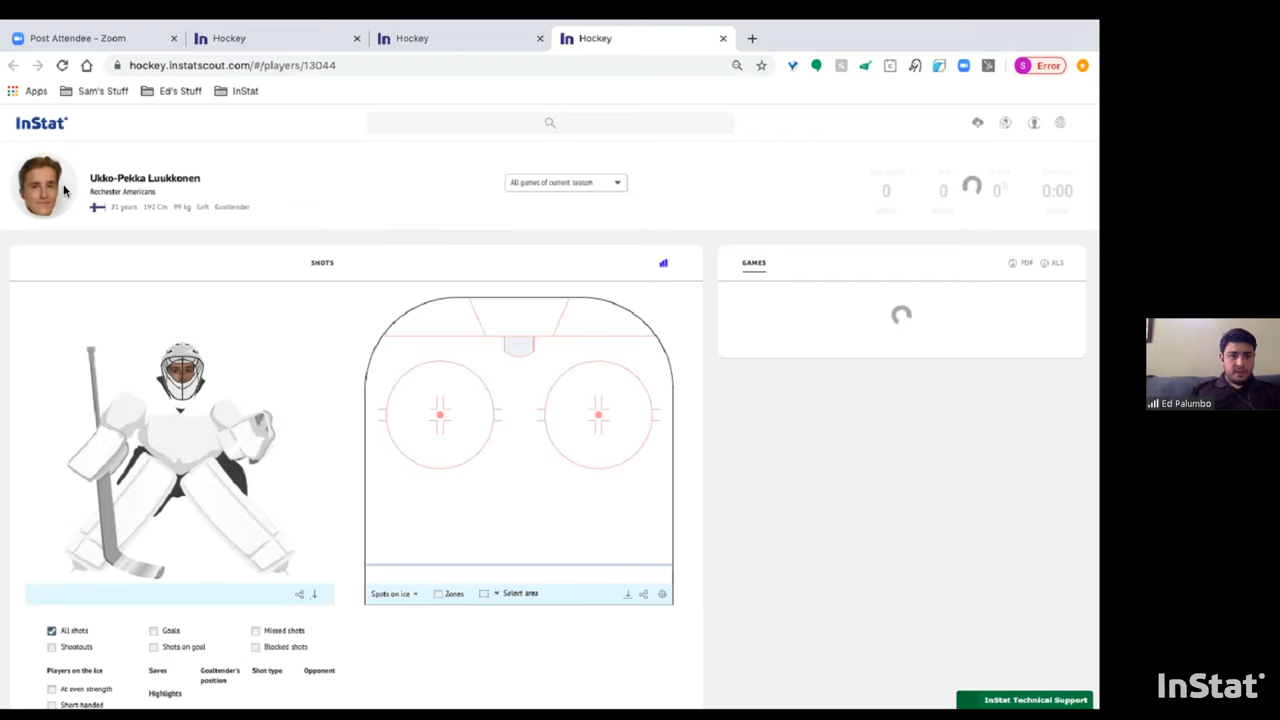 Post Attendee - Zoom
Hockey
Hockey
Hockey
hockey.instatscout.com/#/players/13044
S Error
Apps Sam's Stuff Ed's Stuff InStat
InStat
Ukko-Pekka Luukkonen
Rochester Americans
21 years 192 Cm 99 kg Left Goaltender
All games of current season
0 0 0 % 0:00
SHOTS
GAMES
PDF XLS
Spots on ice Zones Select area
All shots Goals Missed shots
Shootouts Shots on goal Blocked shots
Players on the ice Saves Goaltender's position Shot type Opponent
At even strength Highlights
Short-handed
InStat Technical Support
Ed Palumbo
InStat